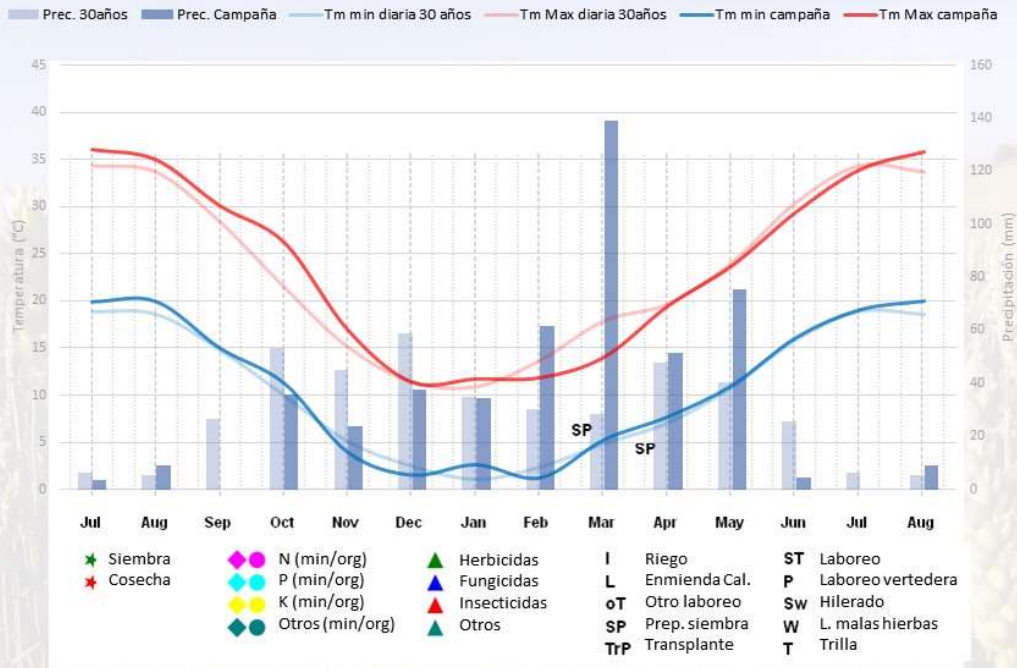 Prec. 30años Prec. Campaña Tm min diaria 30 años Tm Max diaria 30años Tm min campaña Tm Max campaña
45 160
40 140
35 120
30 100
25 80
20 60
15 40
10 20
5 0
0
Temperatura (°C)
Precipitación (mm)
SP
SP
Jul Aug Sep Oct Nov Dec Jan Feb Mar Apr May Jun Jul Aug
Siembra N (min/org) Herbicidas I Riego ST Laboreo
Cosecha P (min/org) Fungicidas L Enmienda Cal. P Laboreo vertedera
K (min/org) Insecticidas oT Otro laboreo Sw Hilerado
Otros (min/org) Otros SP Prep. siembra W L. malas hierbas
TrP Transplante T Trilla